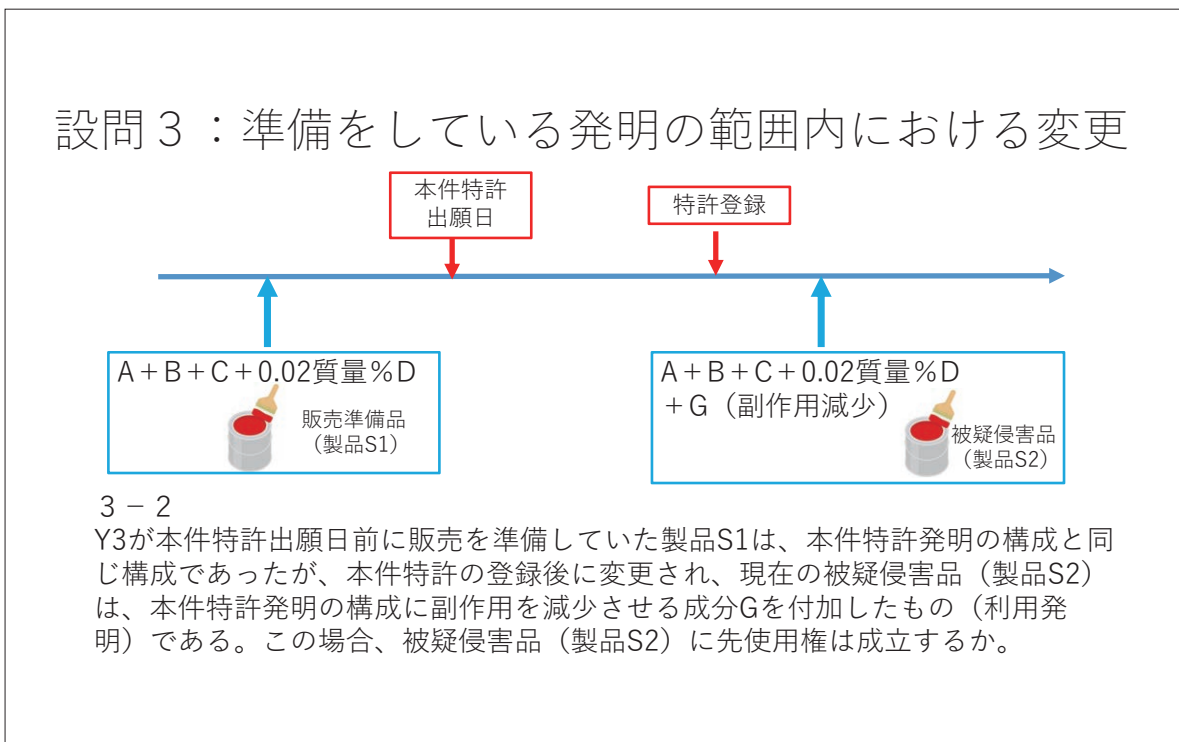 設問３：準備をしている発明の範囲内における変更
本件特許
出願日
特許登録
A＋B＋C＋0.02質量％D
販売準備品
（製品S1）
A＋B＋C＋0.02質量％D
＋G（副作用減少）
被疑侵害品
（製品S2）
３－２
Y3が本件特許出願日前に販売を準備していた製品S1は、本件特許発明の構成と同
じ構成であったが、本件特許の登録後に変更され、現在の被疑侵害品（製品S2）
は、本件特許発明の構成に副作用を減少させる成分Gを付加したもの（利用発
明）である。この場合、被疑侵害品（製品S2）に先使用権は成立するか。